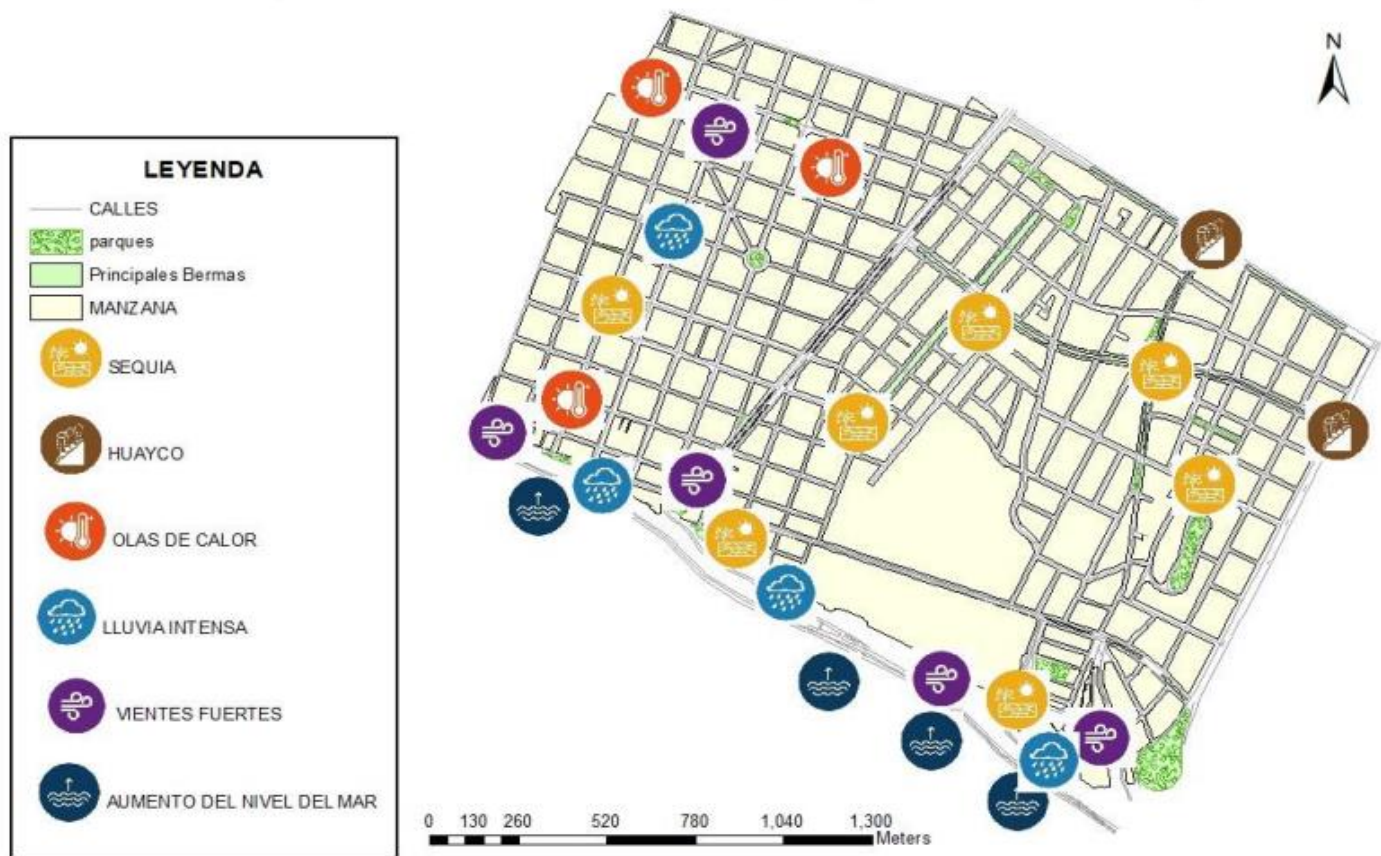 N
LEYENDA
CALLES
parques
Principales Bermas
MANZANA
SEQUIA
HUAYCO
OLAS DE CALOR
LLUVIA INTENSA
VIENTES FUERTES
AUMENTO DEL NIVEL DEL MAR
0 130 260 520 780 1,040 1,300
Meters